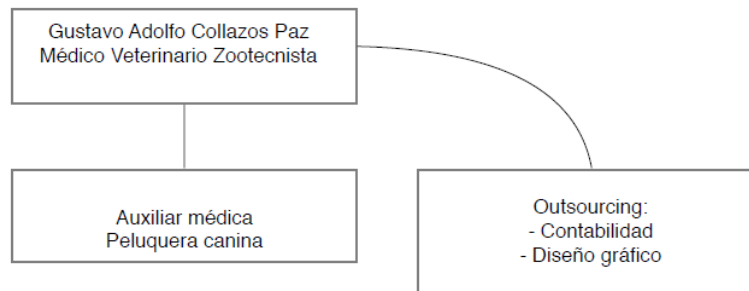 Gustavo Adolfo Collazos Paz
Médico Veterinario Zootecnista
Auxiliar médica
Peluquera canina
Outsourcing:
- Contabilidad
- Diseño gráfico